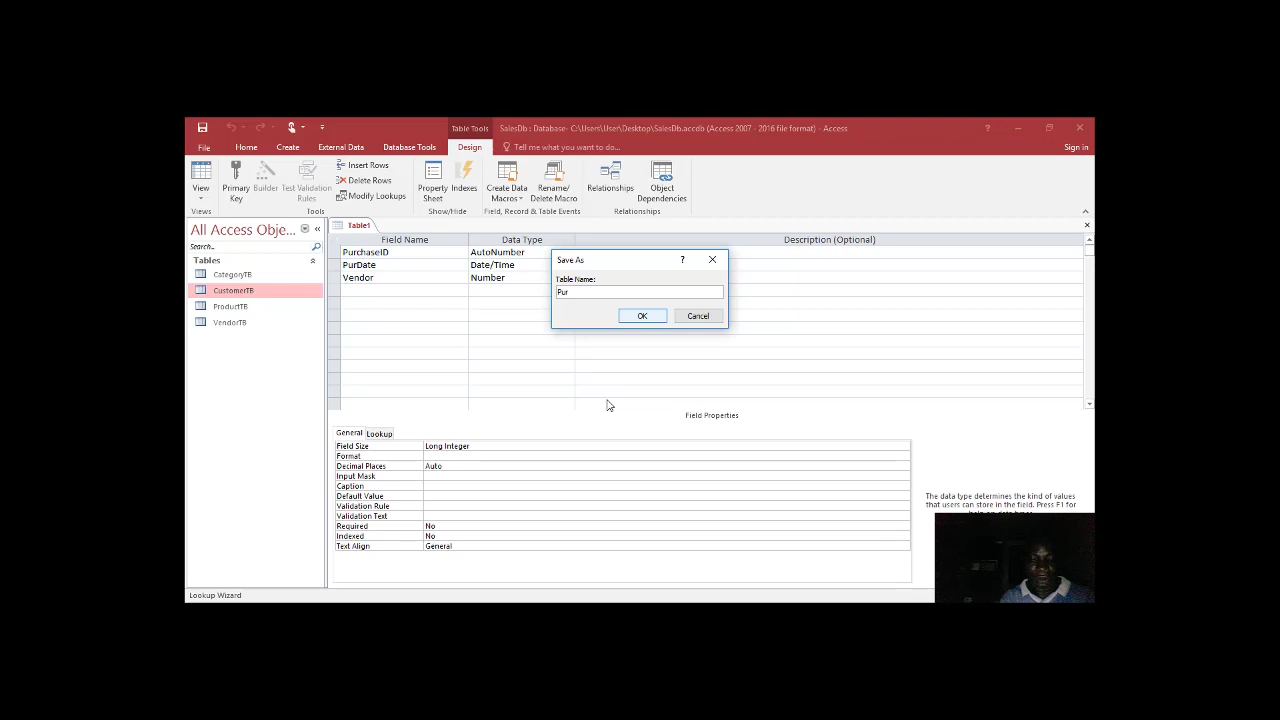 SalesDb : Database- C:\Users\User\Desktop\SalesDb.accdb (Access 2007 - 2016 file format) - Access
Table Tools
File Home Create External Data Database Tools Design Tell me what you want to do... Sign in
View
Primary Key
Builder
Test Validation Rules
Insert Rows
Delete Rows
Modify Lookups
Property Sheet
Indexes
Create Data Macros
Rename/ Delete Macro
Relationships
Object Dependencies
Views Tools Show/Hide Field, Record & Table Events Relationships
All Access Obje...
Search...
Tables
CategoryTB
CustomerTB
ProductTB
VendorTB
Table1
Field Name Data Type Description (Optional)
PurchaseID AutoNumber
PurDate Date/Time
Vendor Number
Save As
Table Name:
Pur
OK Cancel
Field Properties
General Lookup
Field Size Long Integer
Format
Decimal Places Auto
Input Mask
Caption
Default Value
Validation Rule
Validation Text
Required No
Indexed No
Text Align General
The data type determines the kind of values
that users can store in the field. Press F1 for
Lookup Wizard